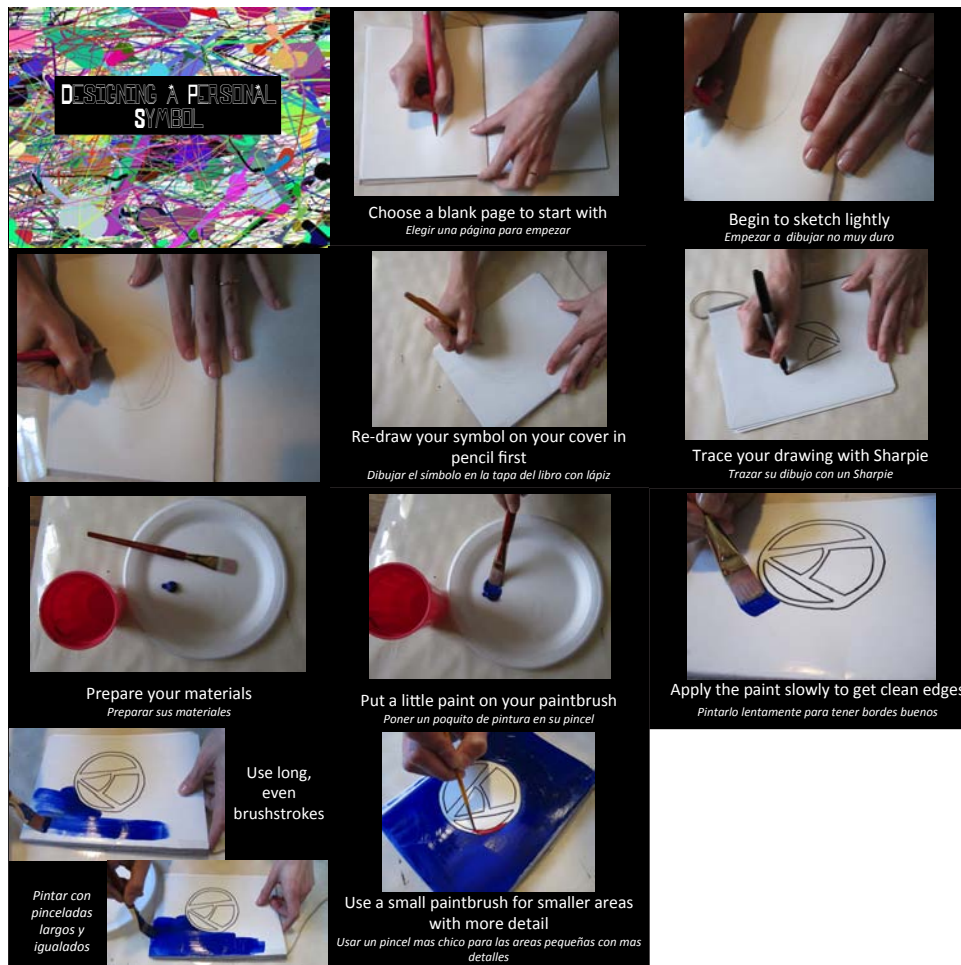 DESIGNING A PERSONAL
SYMBOL
Choose a blank page to start with
Elegir una página para empezar
Begin to sketch lightly
Empezar a dibujar no muy duro
Re-draw your symbol on your cover in
pencil first
Dibujar el símbolo en la tapa del libro con lápiz
Trace your drawing with Sharpie
Trazar su dibujo con un Sharpie
Prepare your materials
Preparar sus materiales
Put a little paint on your paintbrush
Poner un poquito de pintura en su pincel
Apply the paint slowly to get clean edges
Pintarlo lentamente para tener bordes buenos
Use long,
even
brushstrokes
Pintar con
pinceladas
largos y
igualados
Use a small paintbrush for smaller areas
with more detail
Usar un pincel mas chico para las areas pequeñas con mas
detalles